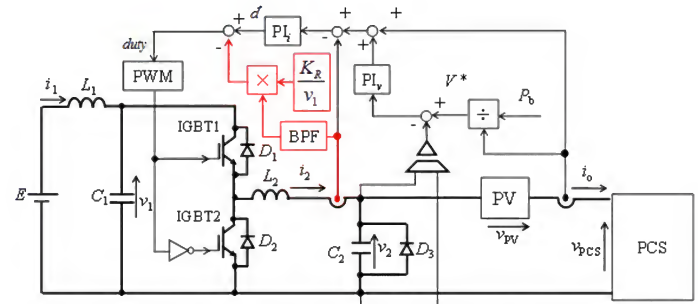 duty
d'
PI_i
+
+
+
+
+
-
-
PI_v
PWM
×
K_R
v_1
BPF
V*
+
-
÷
P_b
i_1
L_1
IGBT1
D_1
L_2
i_2
E
C_1
v_1
IGBT2
D_2
C_2
v_2
D_3
PV
v_PV
i_o
v_PCS
PCS